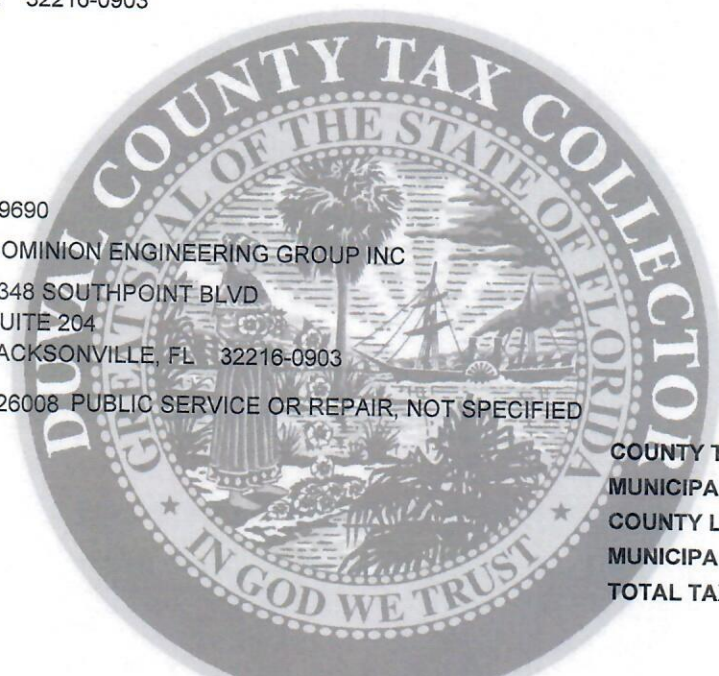 32216-0903
DUVAL COUNTY TAX COLLECTOR
GREAT SEAL OF THE STATE OF FLORIDA
9690
OMINION ENGINEERING GROUP INC
348 SOUTHPOINT BLVD
UITE 204
ACKSONVILLE, FL 32216-0903
26008 PUBLIC SERVICE OR REPAIR, NOT SPECIFIED
COUNTY T
MUNICIPA
COUNTY L
MUNICIPA
TOTAL TAX
IN GOD WE TRUST